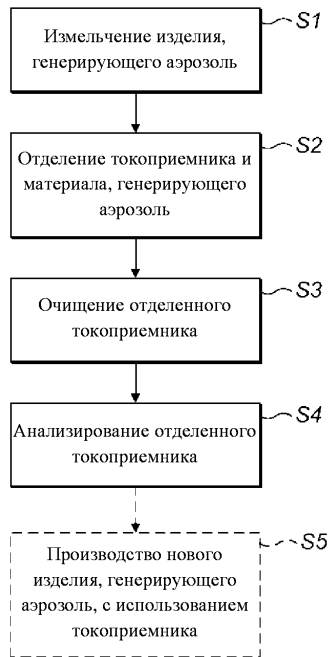 S1
Измельчение изделия,
генерирующего аэрозоль
S2
Отделение токоприемника и
материала, генерирующего
аэрозоль
S3
Очищение отделенного
токоприемника
S4
Анализирование отделенного
токоприемника
S5
Производство нового
изделия, генерирующего
аэрозоль, с использованием
токоприемника